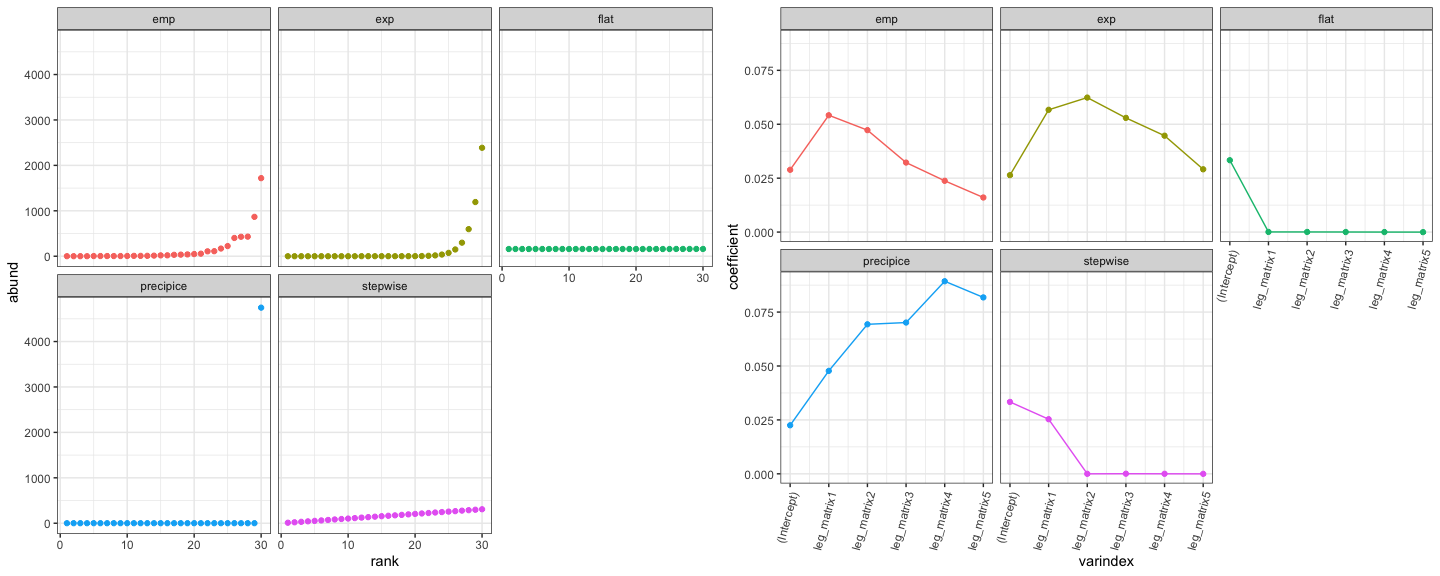 emp exp flat
4000
3000
2000
1000
0
0 10 20 30
precipice stepwise
4000
3000
2000
1000
0
0 10 20 30 0 10 20 30
abund
rank
emp exp flat
0.075
0.050
0.025
0.000
(Intercept) leg_matrix1 leg_matrix2 leg_matrix3 leg_matrix4 leg_matrix5
precipice stepwise
0.075
0.050
0.025
0.000
(Intercept) leg_matrix1 leg_matrix2 leg_matrix3 leg_matrix4 leg_matrix5 (Intercept) leg_matrix1 leg_matrix2 leg_matrix3 leg_matrix4 leg_matrix5
coefficient
varindex